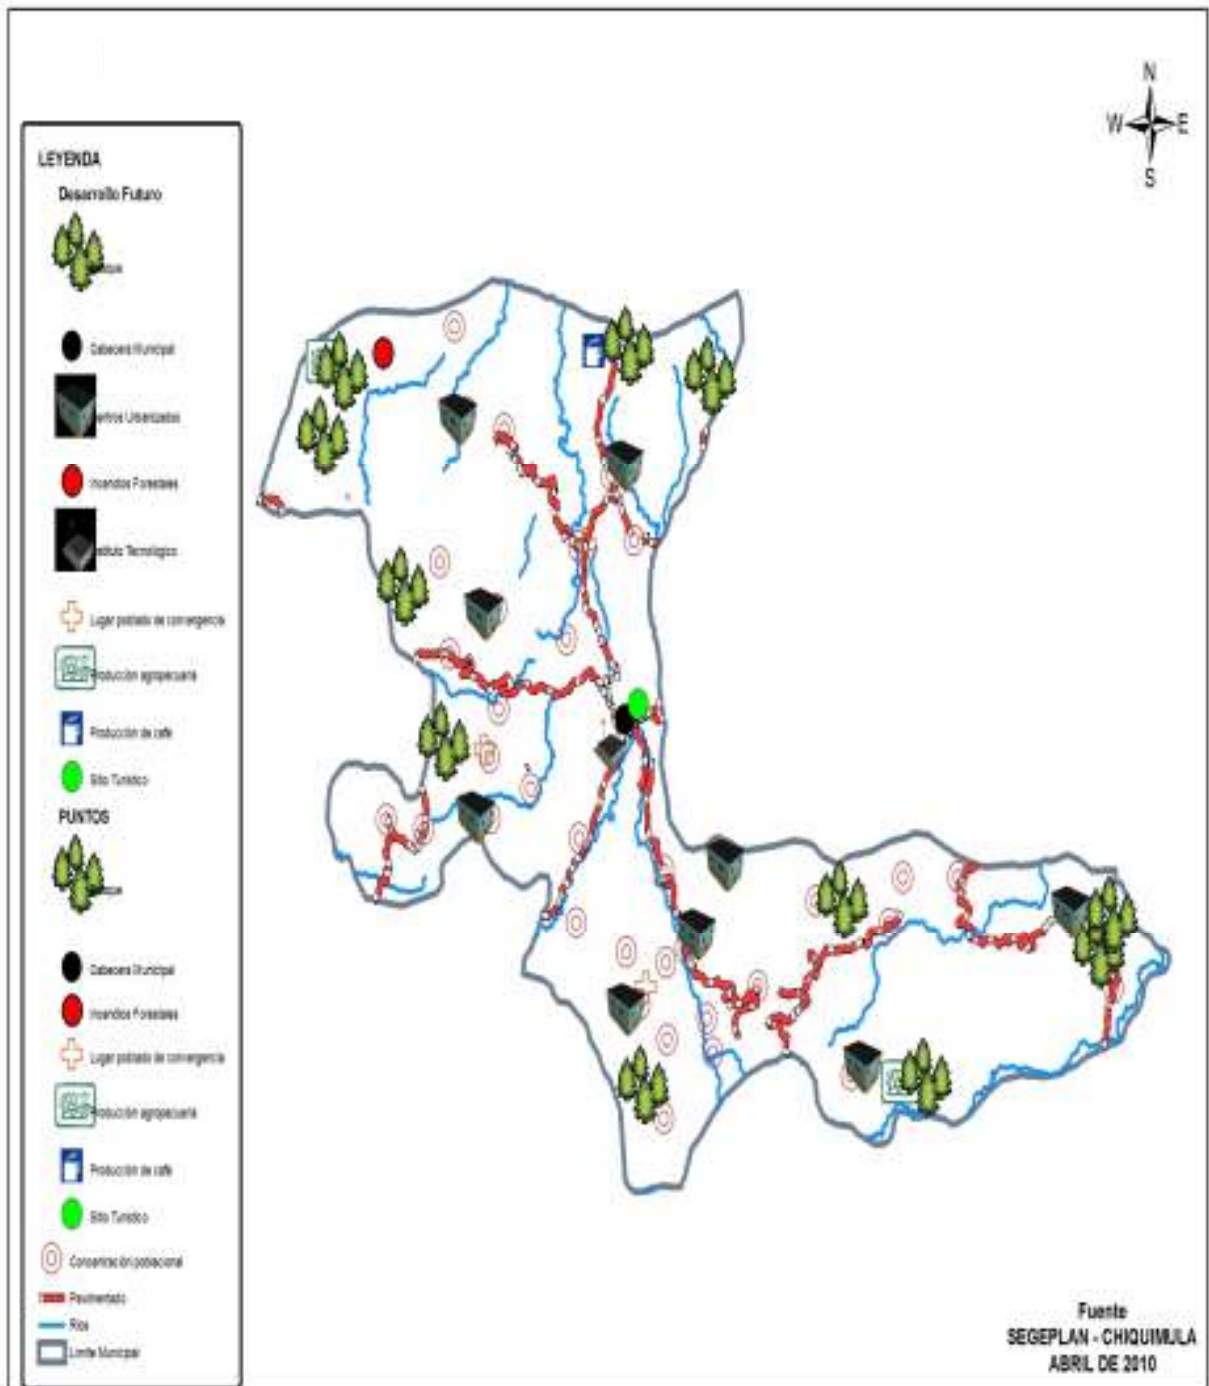 N
W E
S
LEYENDA
Desarrollo Futuro
Cabecera Municipal
Urbanizados
Incendios Forestales
Tecnológico
Lugar poblado de convergencia
Producción agropecuaria
Producción de café
Sitio Turístico
PUNTOS
Cabecera Municipal
Incendios Forestales
Lugar poblado de convergencia
Producción agropecuaria
Producción de café
Sitio Turístico
Concentración poblacional
Pavimentado
Ríos
Límite Municipal
Fuente
SEGEPLAN - CHIQUIMULA
ABRIL DE 2010